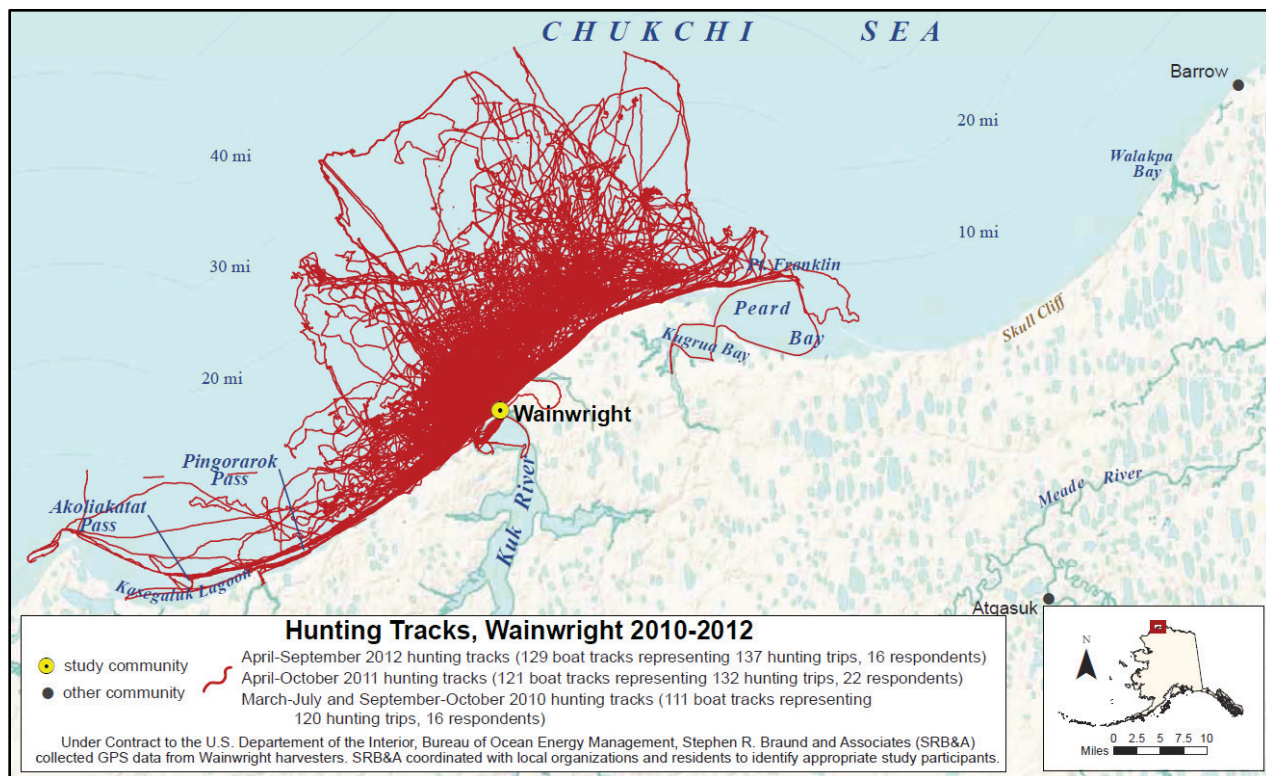 CHUKCHI SEA
Barrow
20 mi
40 mi
Walakpa
Bay
10 mi
30 mi
Pt. Franklin
Peard
Bay
Skull Cliff
Kugrua Bay
20 mi
Wainwright
Pingorarok
Pass
Kuk River
Meade River
Akoliakatat
Pass
Kasegaluk Lagoon
Atqasuk
Hunting Tracks, Wainwright 2010-2012
study community
other community
April-September 2012 hunting tracks (129 boat tracks representing 137 hunting trips, 16 respondents)
April-October 2011 hunting tracks (121 boat tracks representing 132 hunting trips, 22 respondents)
March-July and September-October 2010 hunting tracks (111 boat tracks representing
120 hunting trips, 16 respondents)
Under Contract to the U.S. Departement of the Interior, Bureau of Ocean Energy Management, Stephen R. Braund and Associates (SRB&A)
collected GPS data from Wainwright harvesters. SRB&A coordinated with local organizations and residents to identify appropriate study participants.
N
Miles 0 2.5 5 7.5 10